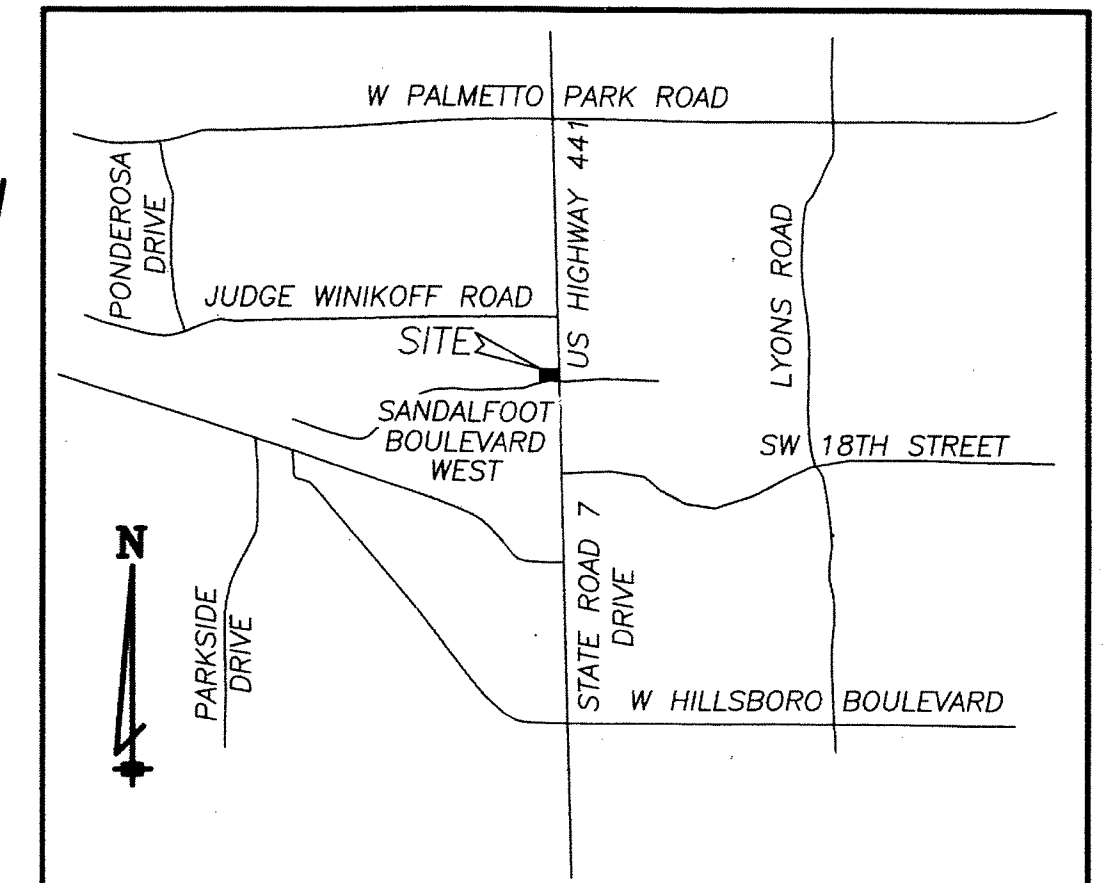 W PALMETTO PARK ROAD
PONDEROSA
DRIVE
US HIGHWAY 441
LYONS ROAD
JUDGE WINIKOFF ROAD
SITE
SANDALFOOT
BOULEVARD
WEST
SW 18TH STREET
N
STATE ROAD 7
DRIVE
PARKSIDE
DRIVE
W HILLSBORO BOULEVARD